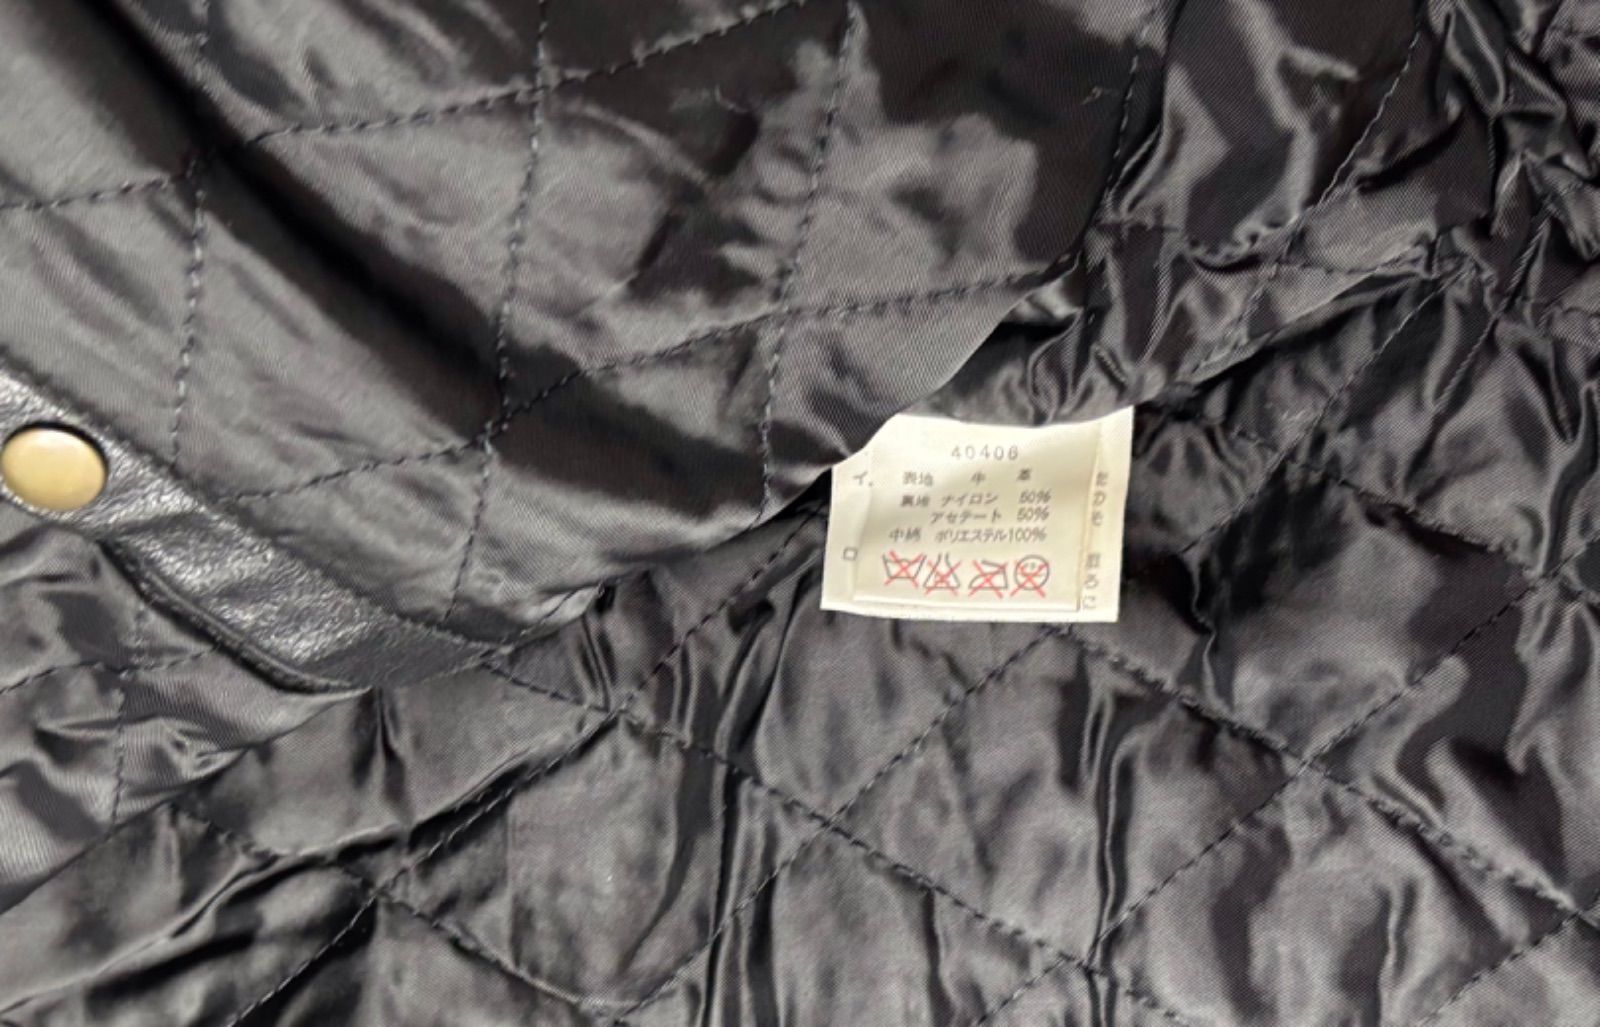 40406
イ. 表地 牛 革
裏地 ナイロン 50%
アセテート 50%
中綿 ポリエステル100%
ロ